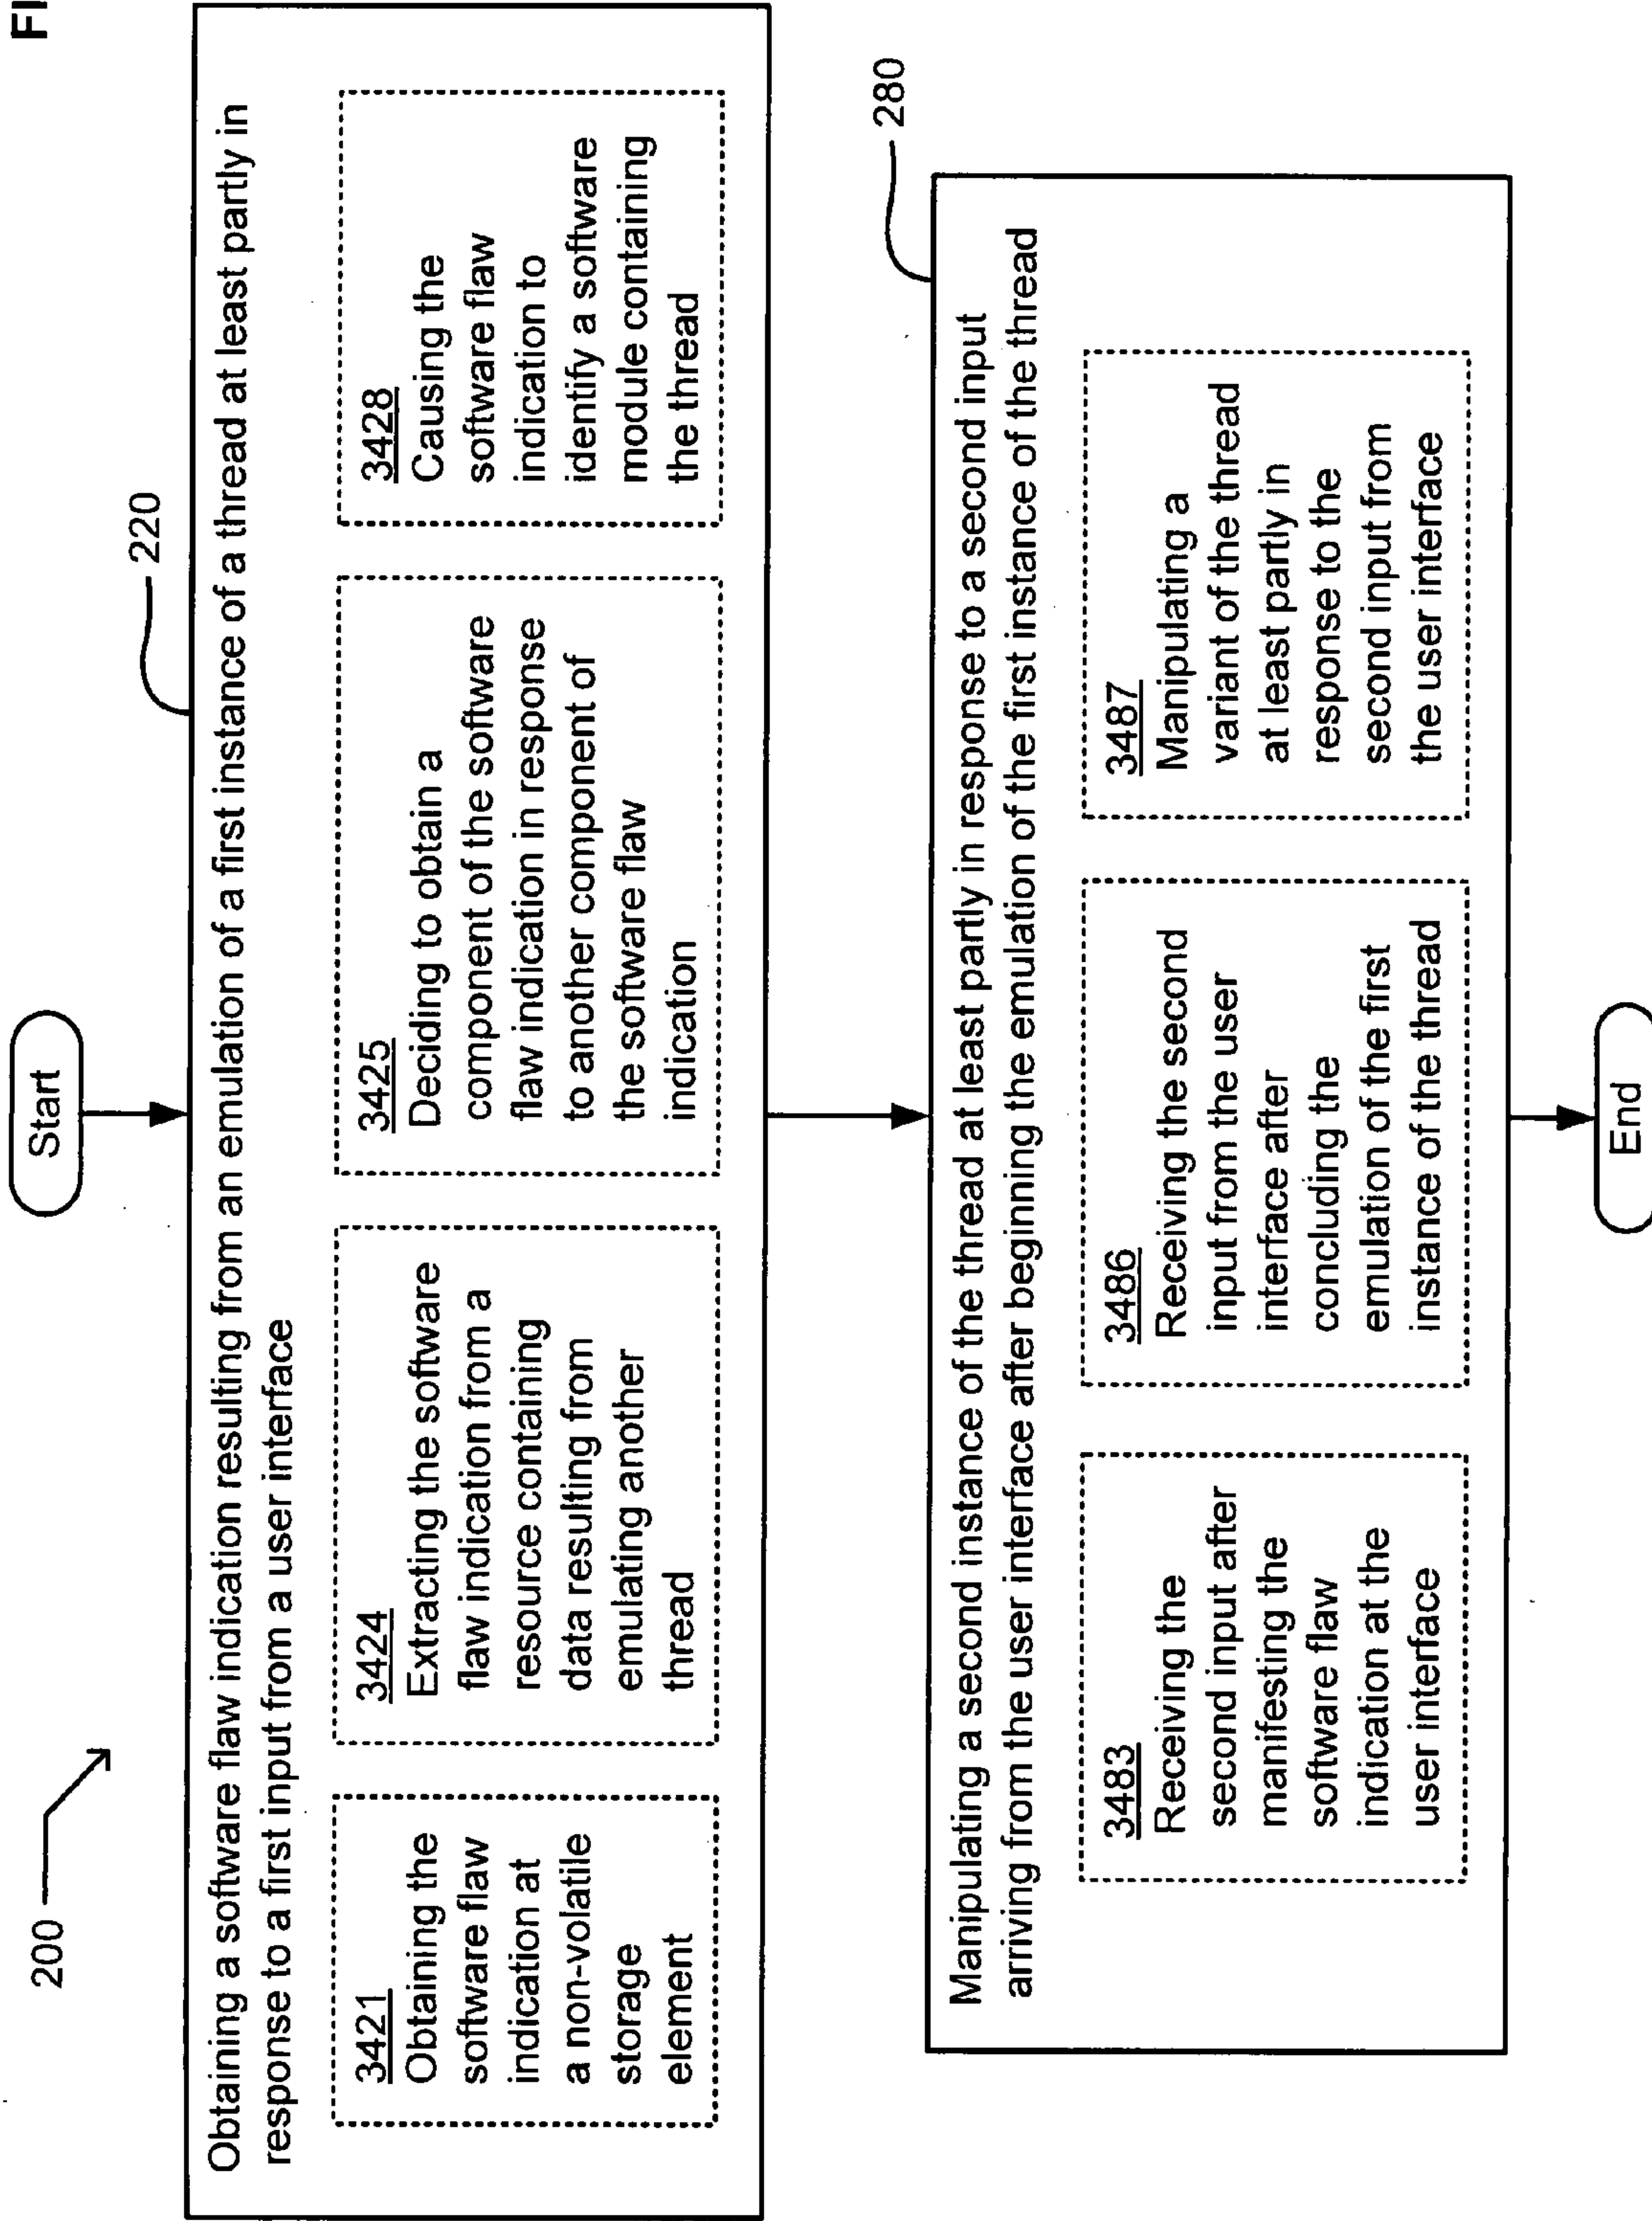 200
Start
220
Obtaining a software flaw indication resulting from an emulation of a first instance of a thread at least partly in
response to a first input from a user interface
3421
Obtaining the
software flaw
indication at
a non-volatile
storage
element
3424
Extracting the software
flaw indication from a
resource containing
data resulting from
emulating another
thread
3425
Deciding to obtain a
component of the software
flaw indication in response
to another component of
the software flaw
indication
3428
Causing the
software flaw
indication to
identify a software
module containing
the thread
280
Manipulating a second instance of the thread at least partly in response to a second input
arriving from the user interface after beginning the emulation of the first instance of the thread
3483
Receiving the
second input after
manifesting the
software flaw
indication at the
user interface
3486
Receiving the second
input from the user
interface after
concluding the
emulation of the first
instance of the thread
3487
Manipulating a
variant of the thread
at least partly in
response to the
second input from
the user interface
End